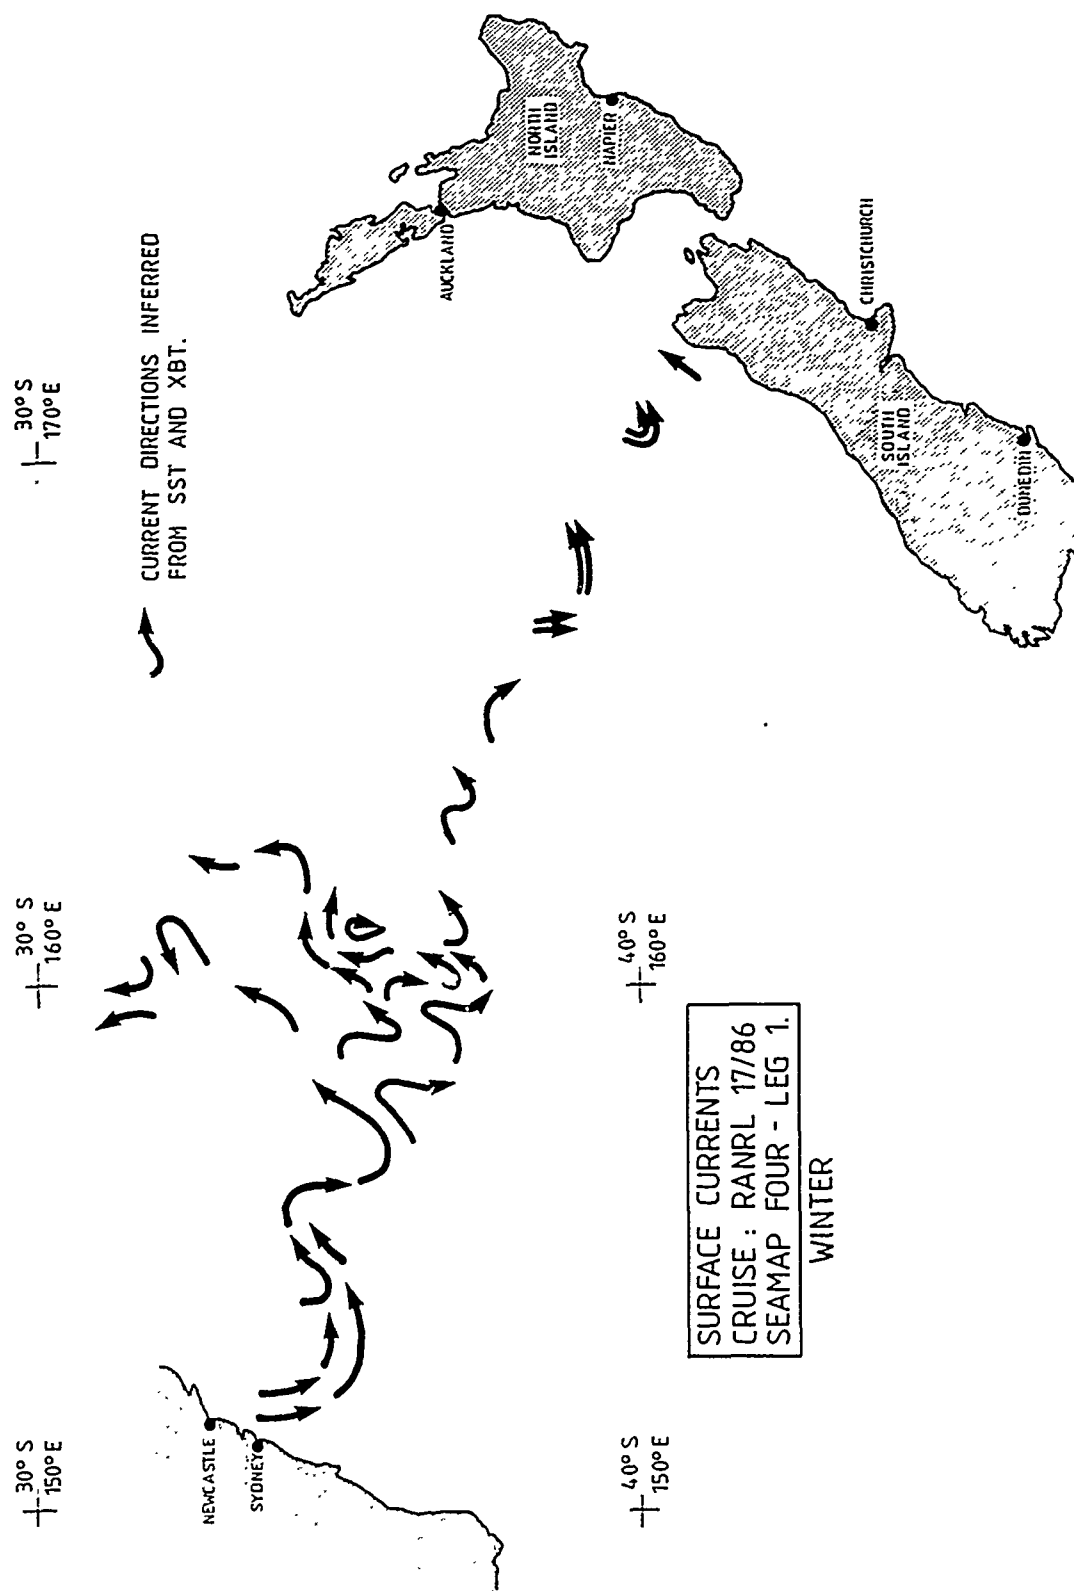 30° S
150° E
30° S
160° E
30° S
170° E
CURRENT DIRECTIONS INFERRED
FROM SST AND XBT.
NEWCASTLE
SYDNEY
AUCKLAND
NORTH
ISLAND
NAPIER
40° S
150° E
40° S
160° E
SURFACE CURRENTS
CRUISE : RANRL 17/86
SEAMAP FOUR - LEG 1.
WINTER
CHRISTCHURCH
SOUTH
ISLAND
DUNEDIN